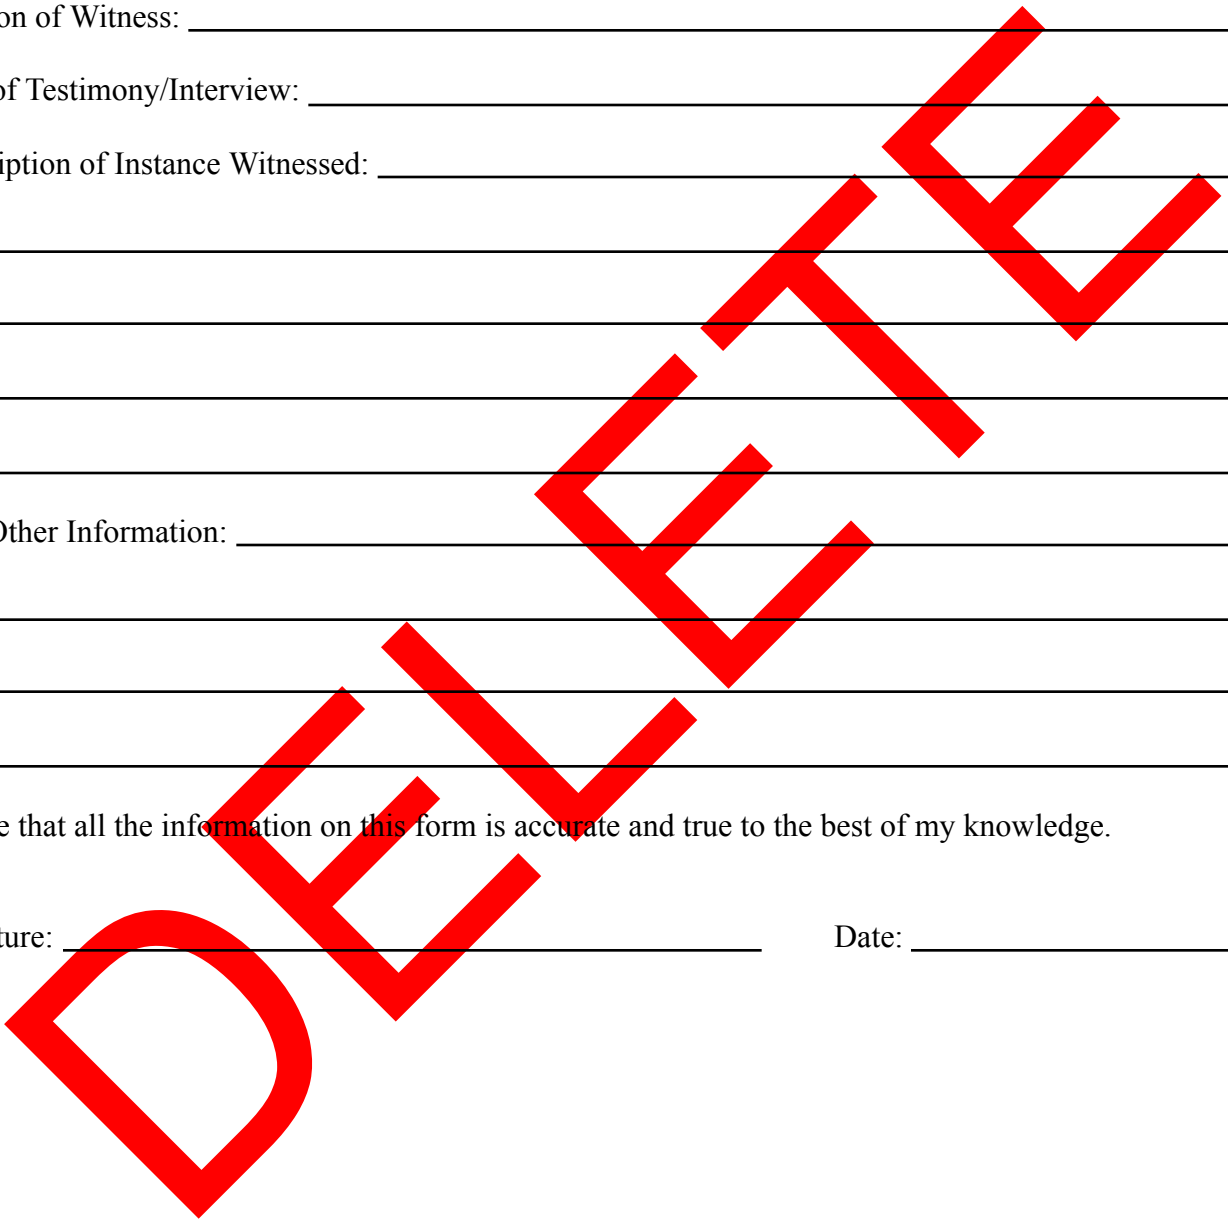 on of Witness:
of Testimony/Interview:
iption of Instance Witnessed:
Other Information:
e that all the information on this form is accurate and true to the best of my knowledge.
ture: Date:
DELETE